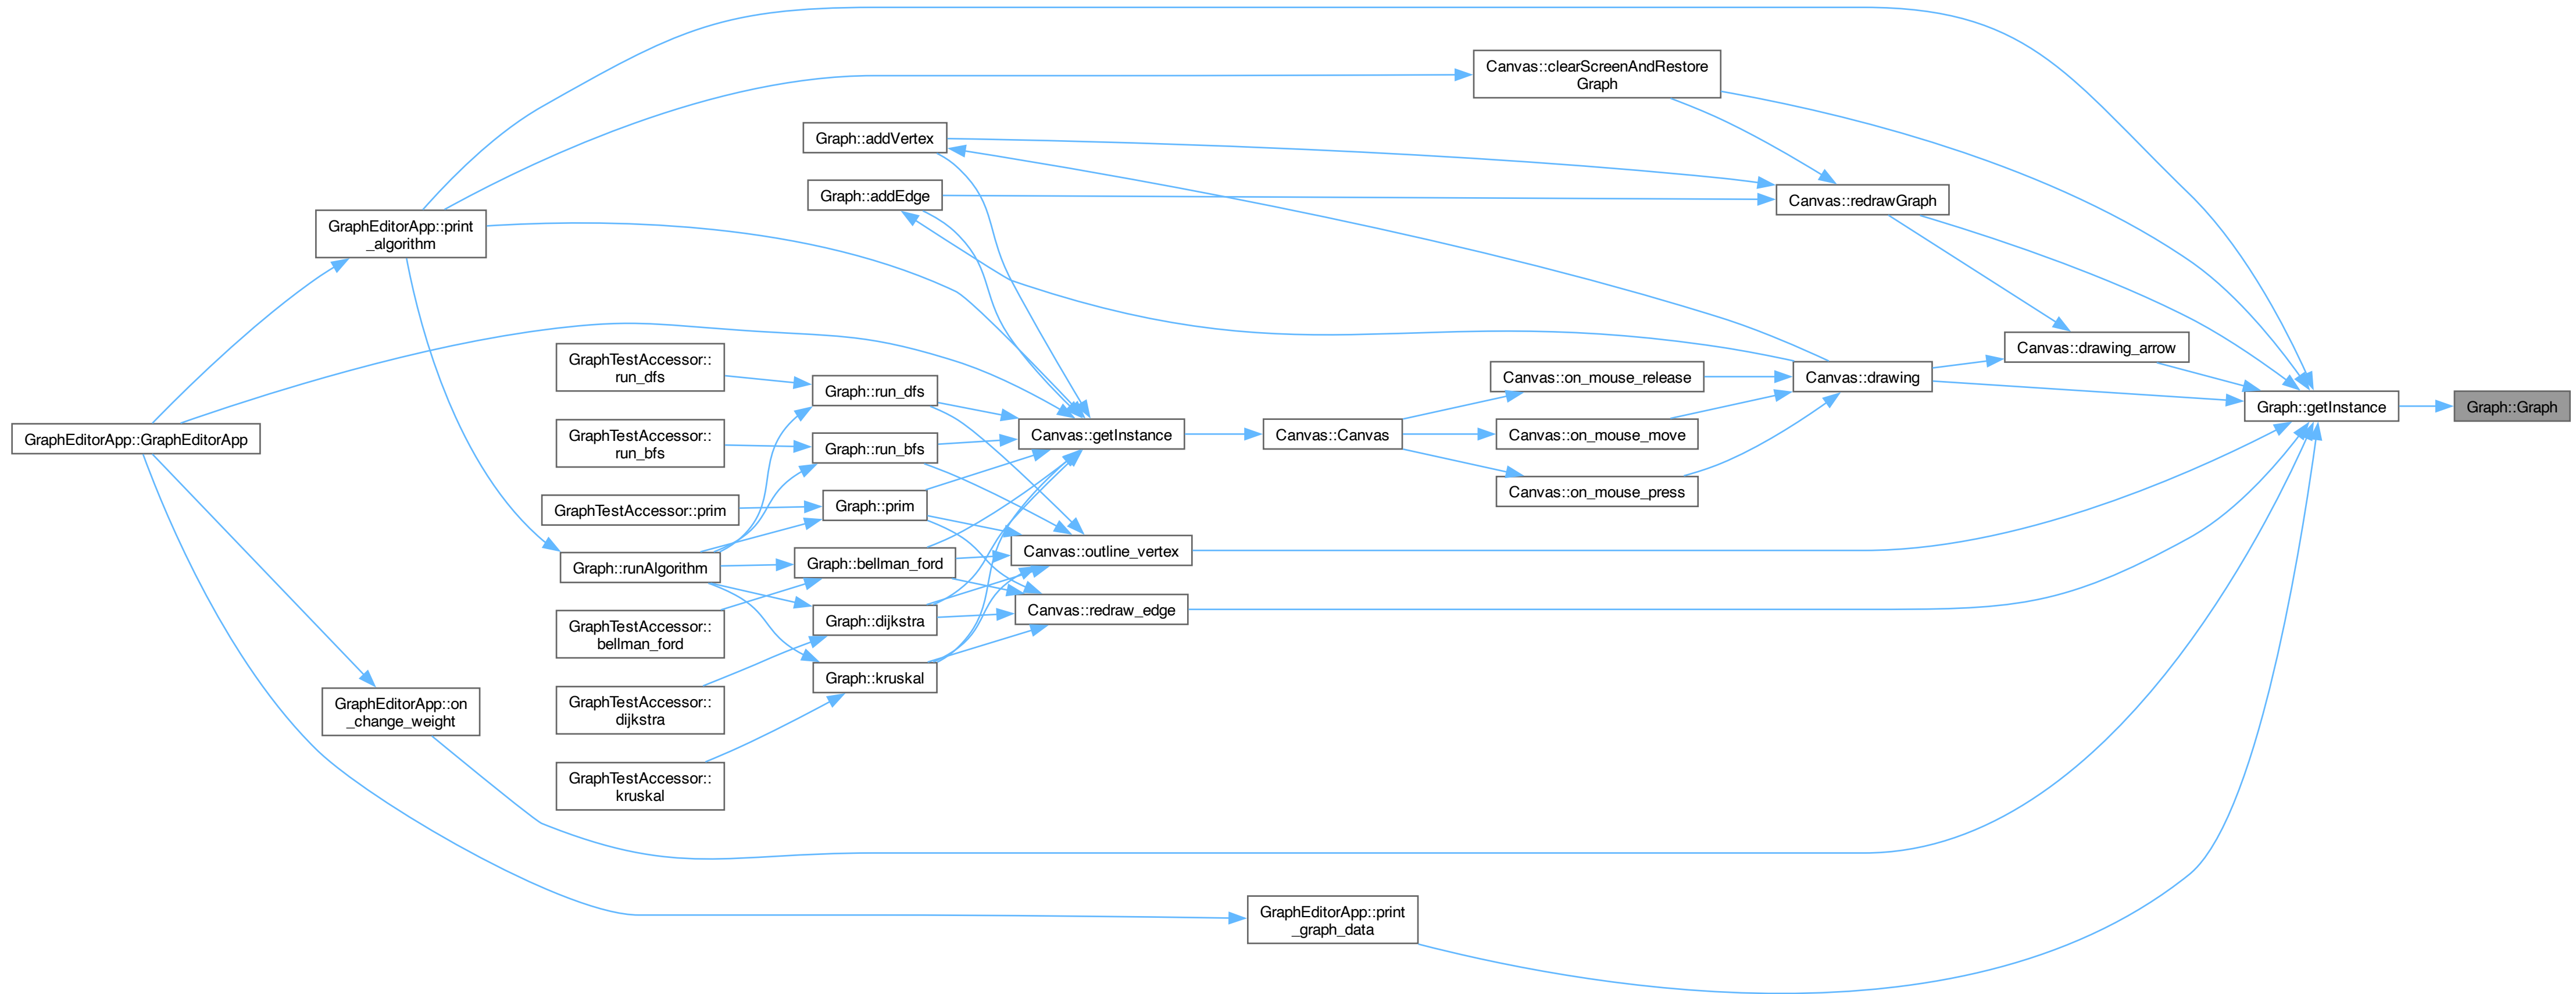 Canvas::clearScreenAndRestore
Graph
Graph::addVertex
Graph::addEdge
Canvas::redrawGraph
GraphEditorApp::print
_algorithm
Canvas::drawing_arrow
GraphTestAccessor::
run_dfs
Graph::run_dfs
Canvas::on_mouse_release
Canvas::drawing
Graph::getInstance
Graph::Graph
GraphEditorApp::GraphEditorApp
GraphTestAccessor::
run_bfs
Graph::run_bfs
Canvas::getInstance
Canvas::Canvas
Canvas::on_mouse_move
Canvas::on_mouse_press
GraphTestAccessor::prim
Graph::prim
Canvas::outline_vertex
Graph::runAlgorithm
Graph::bellman_ford
Canvas::redraw_edge
GraphTestAccessor::
bellman_ford
Graph::dijkstra
Graph::kruskal
GraphEditorApp::on
_change_weight
GraphTestAccessor::
dijkstra
GraphTestAccessor::
kruskal
GraphEditorApp::print
_graph_data